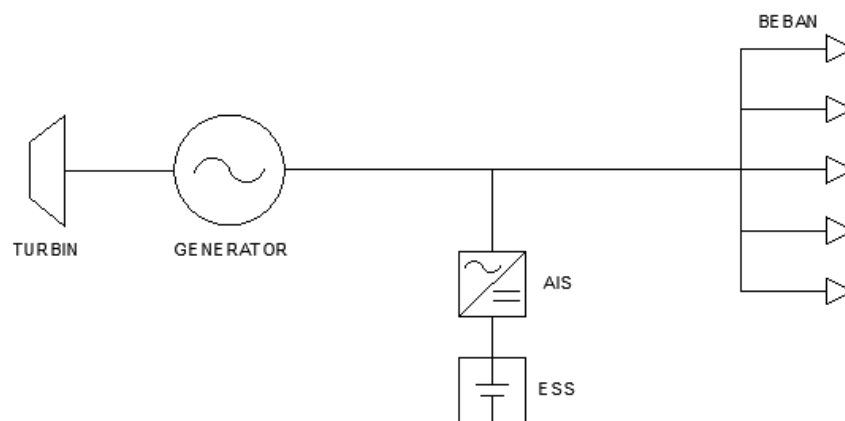 BEBAN
TURBIN
GENERATOR
AIS
ESS